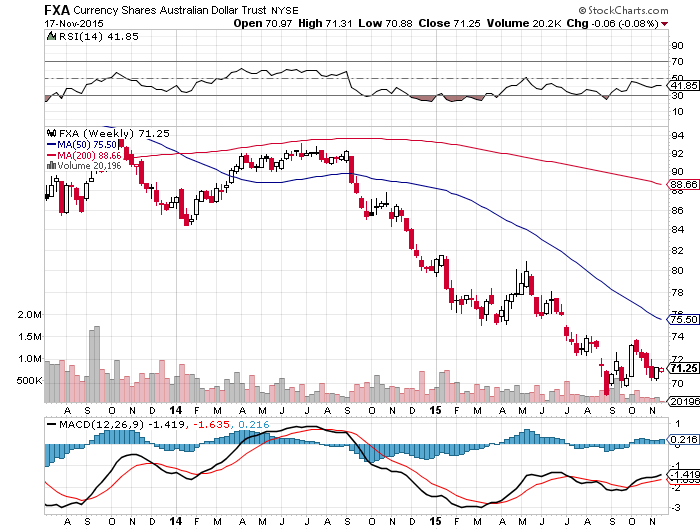 FXA Currency Shares Australian Dollar Trust NYSE © StockCharts.com
17-Nov-2015 Open 70.97 High 71.31 Low 70.88 Close 71.25 Volume 20.2K Chg -0.06 (-0.08%)
RSI(14) 41.85
90
70
50
41.85
30
10
FXA (Weekly) 71.25
MA(50) 75.50
MA(200) 88.66
Volume 20,196
94
92
90
88.66
86
84
82
80
78
76
75.50
74
72
71.25
70
20196
2.0M
1.5M
1.0M
500K
A S O N D 14 F M A M J J A S O N D 15 F M A M J J A S O N
MACD(12,26,9) -1.419, -1.635, 0.216
1
0.216
-1
-1.419
-2
-3
A S O N D 14 F M A M J J A S O N D 15 F M A M J J A S O N